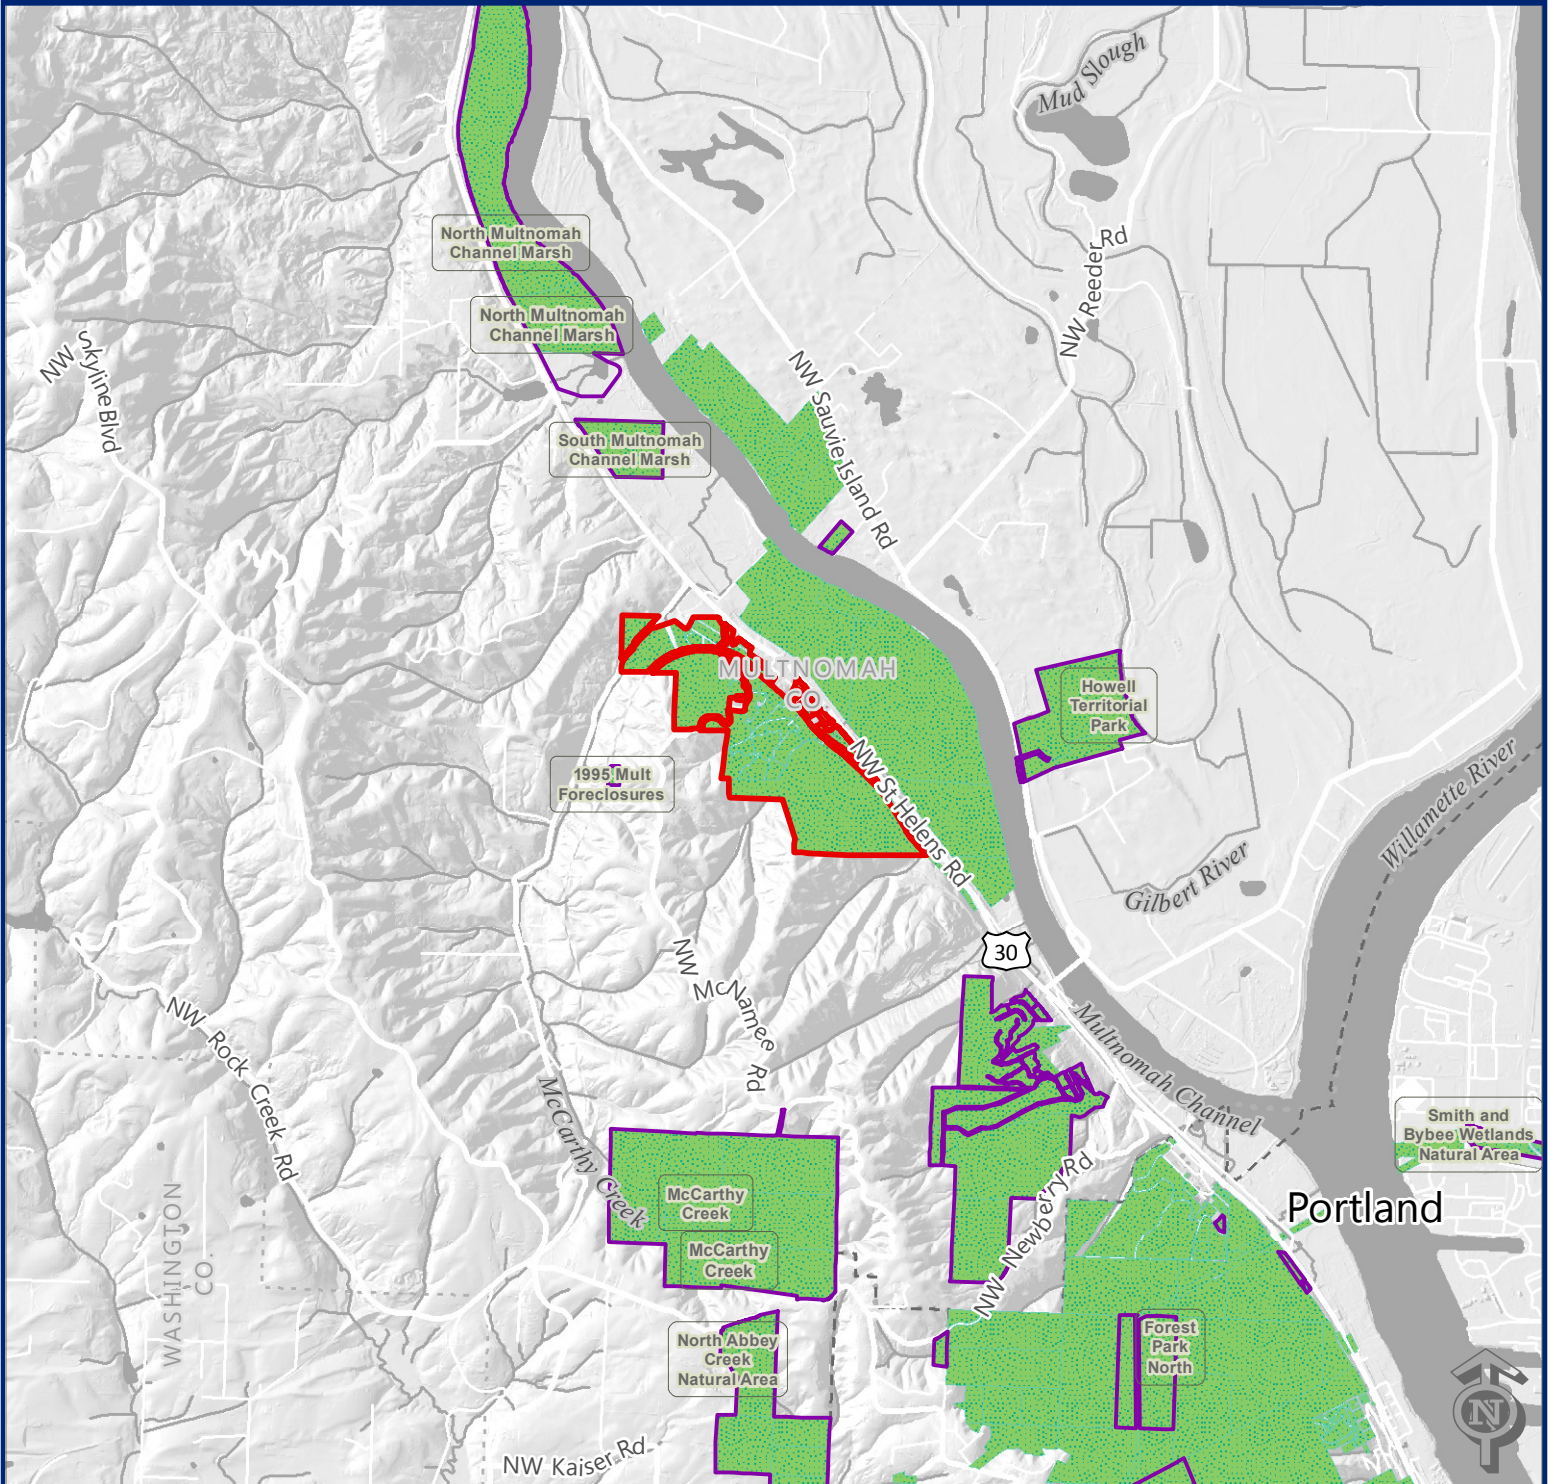 Mud Slough
North Multnomah
Channel Marsh
NW Reeder Rd
North Multnomah
Channel Marsh
NW Skyline Blvd
NW Sauvie Island Rd
South Multnomah
Channel Marsh
MULTNOMAH
CO.
Howell
Territorial
Park
1995 Mult
Foreclosures
NW St Helens Rd
Willamette River
Gilbert River
30
NW McNamee Rd
NW Rock Creek Rd
Multnomah Channel
McCarthy Creek
Smith and
Bybee Wetlands
Natural Area
NW Newberry Rd
McCarthy
Creek
Portland
WASHINGTON
CO.
McCarthy
Creek
North Abbey
Creek
Natural Area
Forest
Park
North
N
NW Kaiser Rd